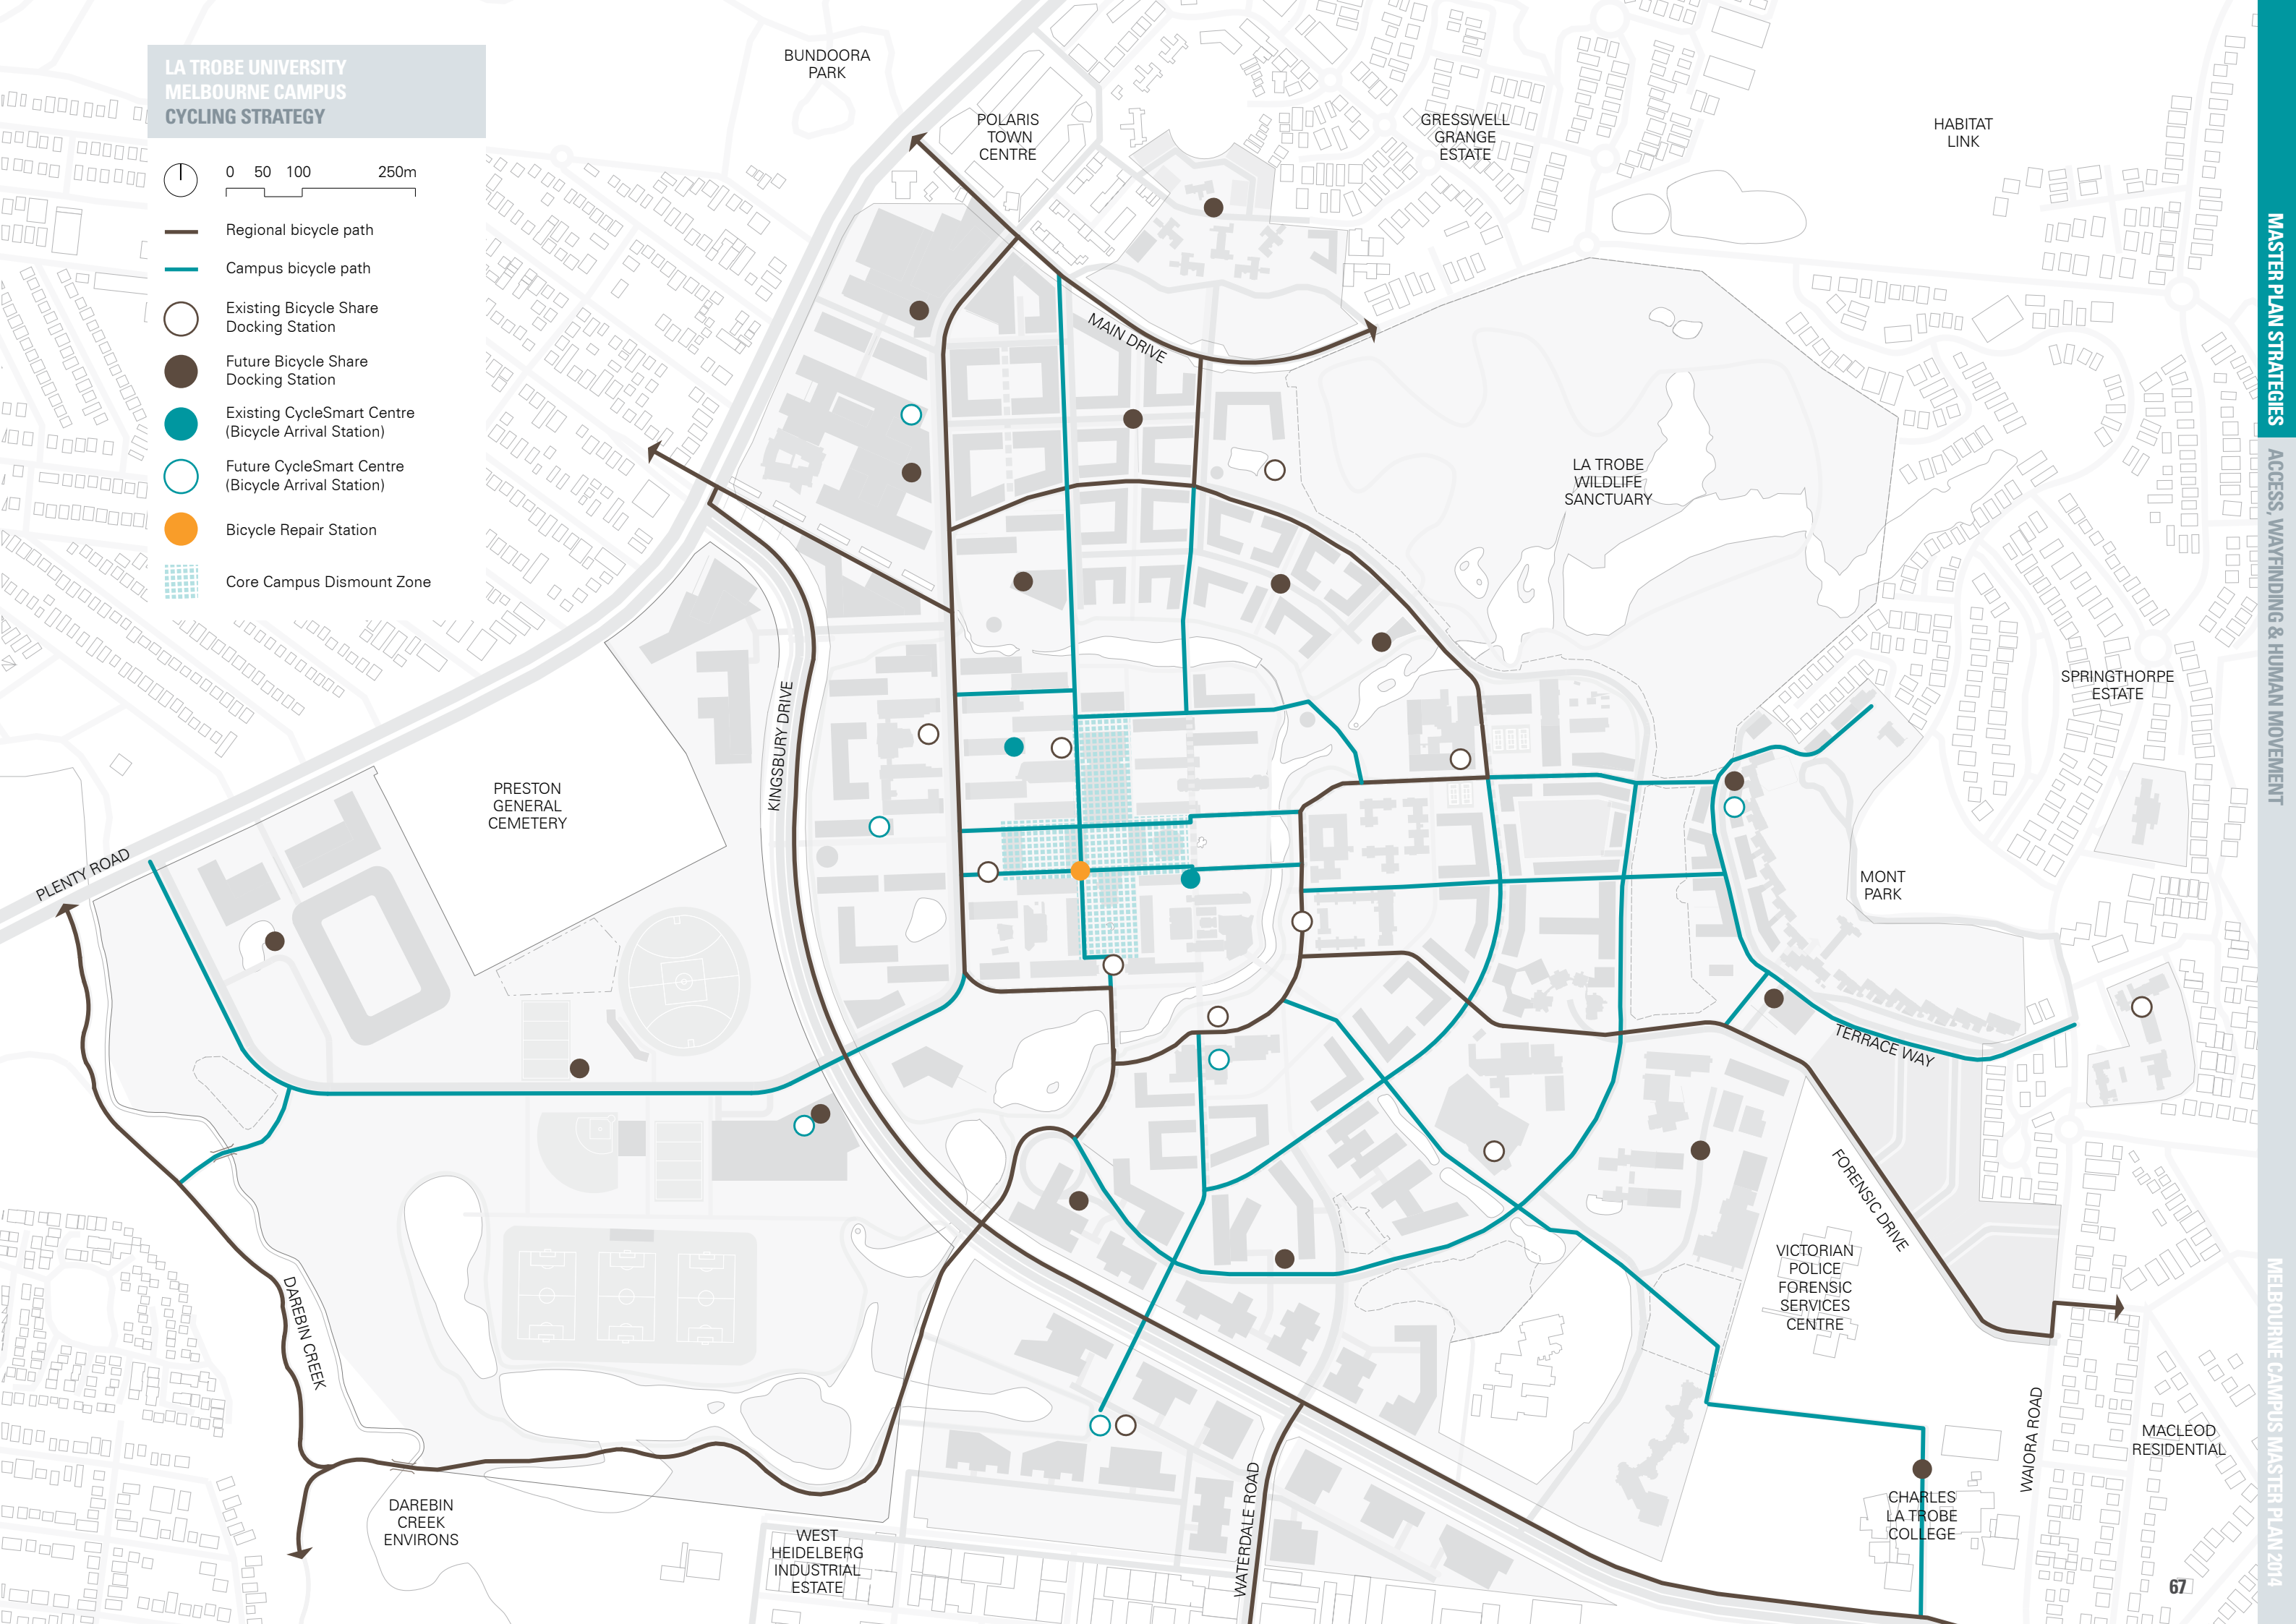 LA TROBE UNIVERSITY
MELBOURNE CAMPUS
CYCLING STRATEGY
0 50 100 250m
Regional bicycle path
Campus bicycle path
Existing Bicycle Share
Docking Station
Future Bicycle Share
Docking Station
Existing CycleSmart Centre
(Bicycle Arrival Station)
Future CycleSmart Centre
(Bicycle Arrival Station)
Bicycle Repair Station
Core Campus Dismount Zone
BUNDOORA
PARK
POLARIS
TOWN
CENTRE
GRESSWELL
GRANGE
ESTATE
HABITAT
LINK
MAIN DRIVE
LA TROBE
WILDLIFE
SANCTUARY
SPRINGTHORPE
ESTATE
KINGSBURY DRIVE
PRESTON
GENERAL
CEMETERY
PLENTY ROAD
MONT
PARK
TERRACE WAY
FORENSIC DRIVE
VICTORIAN
POLICE
FORENSIC
SERVICES
CENTRE
DAREBIN CREEK
WAIORA ROAD
MACLEOD
RESIDENTIAL
DAREBIN
CREEK
ENVIRONS
WEST
HEIDELBERG
INDUSTRIAL
ESTATE
WATERDALE ROAD
CHARLES
LA TROBE
COLLEGE
MASTER PLAN STRATEGIES
ACCESS, WAYFINDING & HUMAN MOVEMENT
MELBOURNE CAMPUS MASTER PLAN 2014
67